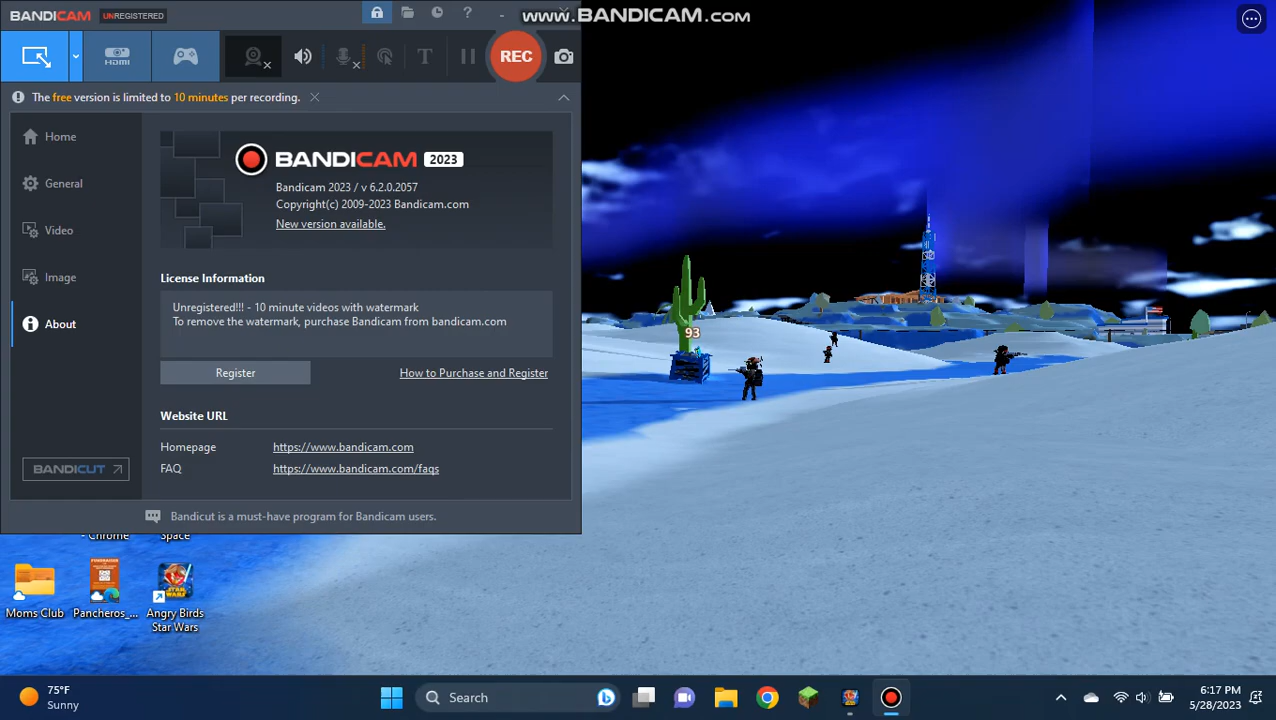 BANDICAM UNREGISTERED
www.BANDICAM.com
HDMI
T
REC
The free version is limited to 10 minutes per recording.
Home
General
Video
Image
About
BANDICUT
BANDICAM 2023
Bandicam 2023 / v 6.2.0.2057
Copyright(c) 2009-2023 Bandicam.com
New version available.
License Information
Unregistered!!! - 10 minute videos with watermark
To remove the watermark, purchase Bandicam from bandicam.com
Register
How to Purchase and Register
Website URL
Homepage https://www.bandicam.com
FAQ https://www.bandicam.com/faqs
Bandicut is a must-have program for Bandicam users.
93
- Chrome
Space
Moms Club
Pancheros_...
Angry Birds
Star Wars
75°F
Sunny
Search
6:17 PM
5/28/2023